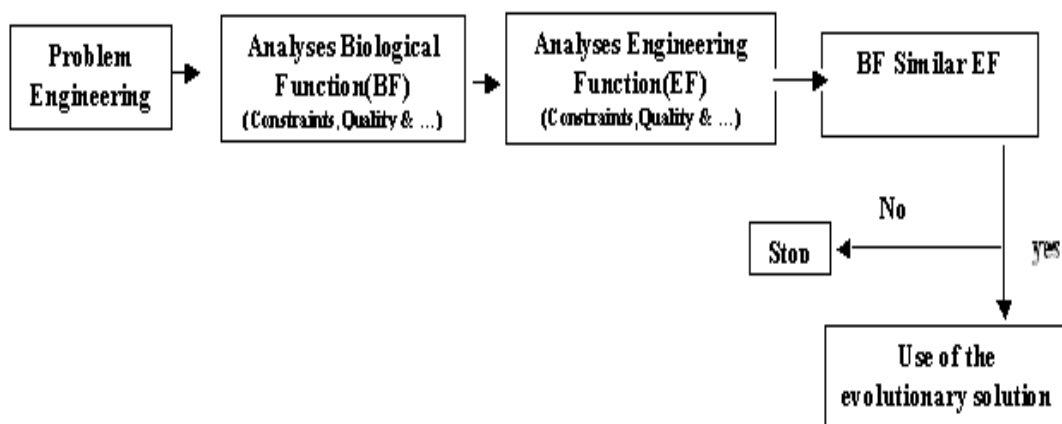 Problem
Engineering
Analyses Biological
Function(BF)
(Constraints,Quality & ...)
Analyses Engineering
Function(EF)
(Constraints,Quality & ...)
BF Similar EF
No
Stop
yes
Use of the
evolutionary solution